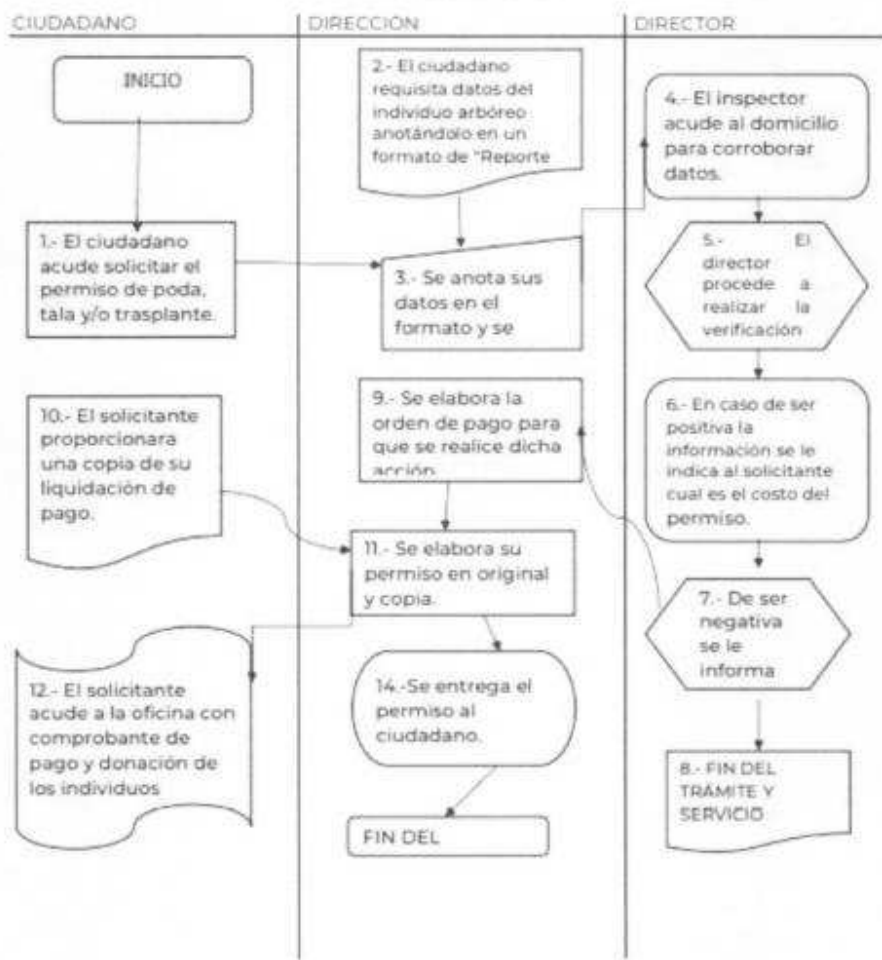 CIUDADANO
DIRECCIÓN
DIRECTOR
INICIO
1.- El ciudadano
acude solicitar el
permiso de poda,
tala y/o trasplante.
2.- El ciudadano
requisita datos del
individuo arbóreo
anotándolo en un
formato de "Reporte
3.- Se anota sus
datos en el
formato y se
4.- El inspector
acude al domicilio
para corroborar
datos.
5.- El
director
procede a
realizar la
verificación
6.- En caso de ser
positiva la
información se le
indica al solicitante
cual es el costo del
permiso.
7.- De ser
negativa
se le
informa
8.- FIN DEL
TRÁMITE Y
SERVICIO
9.- Se elabora la
orden de pago para
que se realice dicha
acción
10.- El solicitante
proporcionara
una copia de su
liquidación de
pago.
11.- Se elabora su
permiso en original
y copia.
12.- El solicitante
acude a la oficina con
comprobante de
pago y donación de
los individuos
14.-Se entrega el
permiso al
ciudadano.
FIN DEL